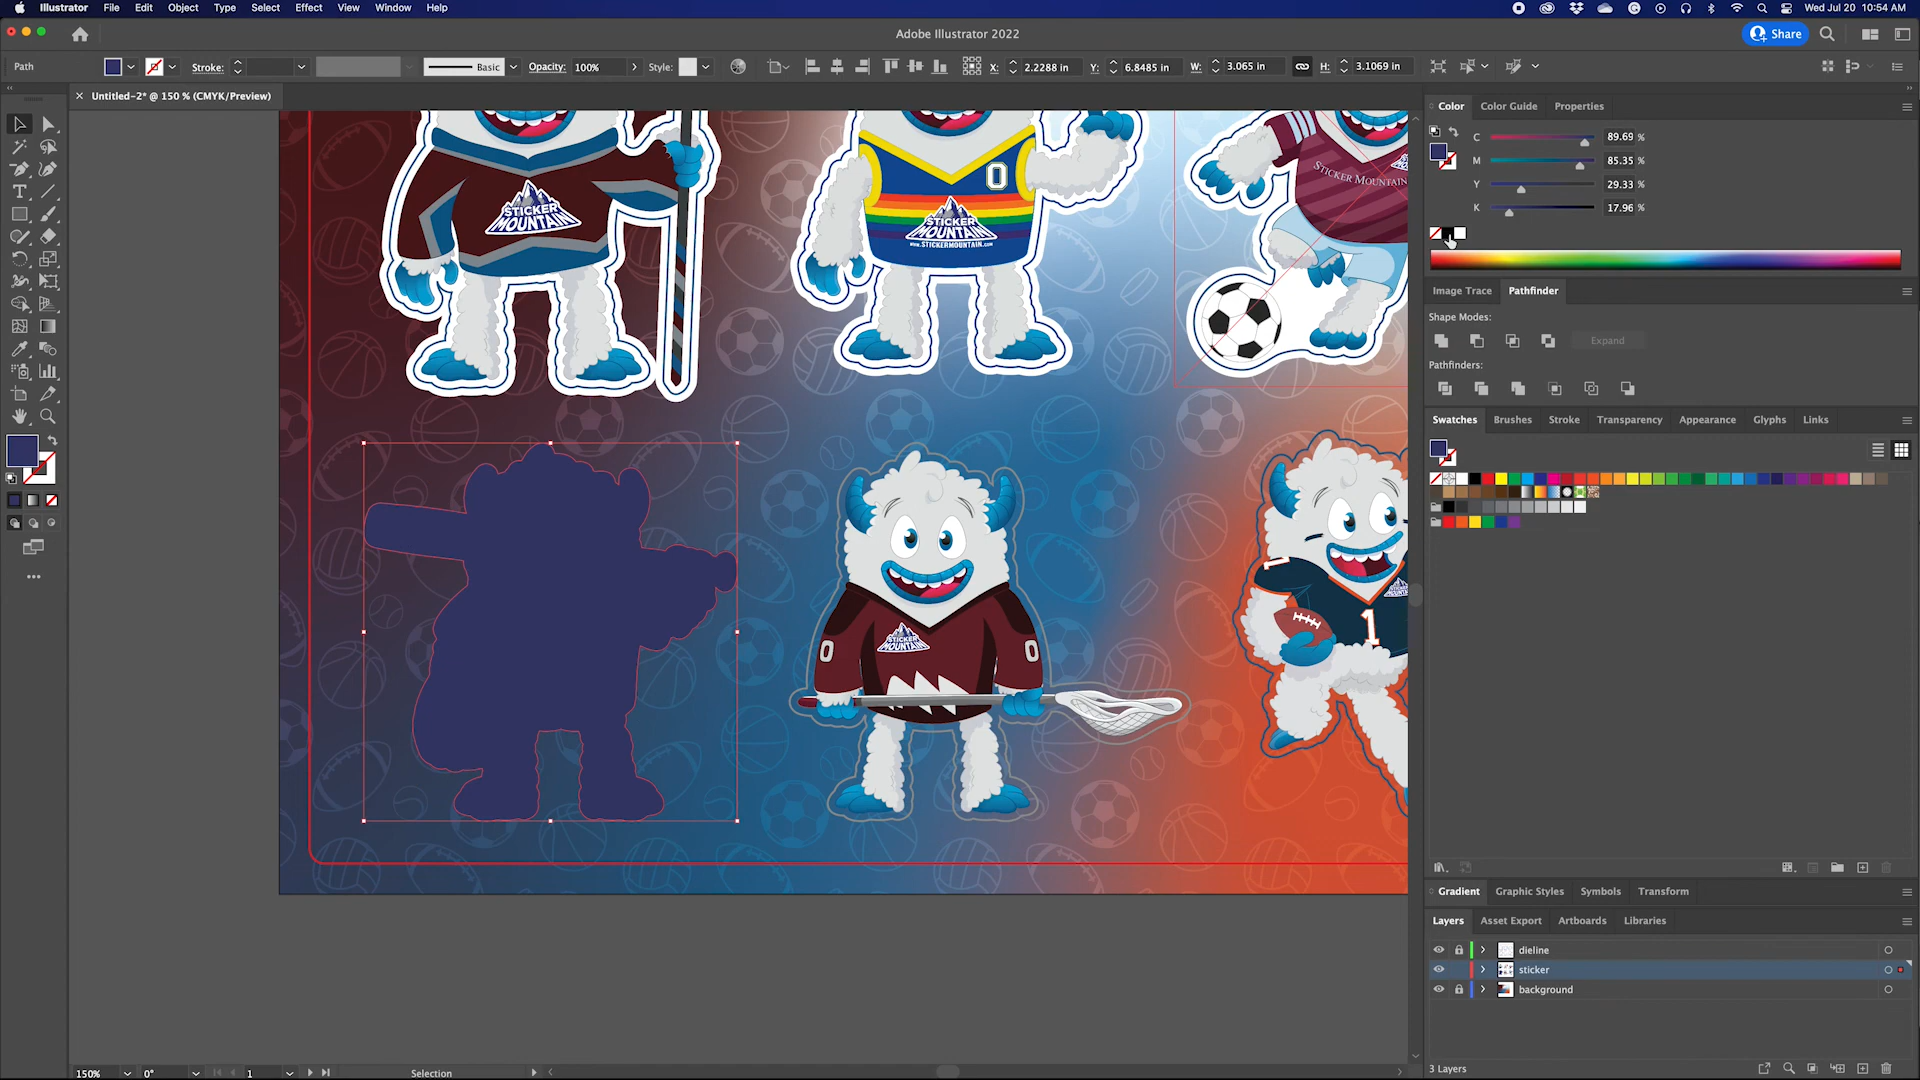 Illustrator File Edit Object Type Select Effect View Window Help
Wed Jul 20 10:54 AM
Adobe Illustrator 2022
Share
Path
Stroke:
Basic
Opacity: 100%
Style:
X: 2.2288 in
Y: 6.8485 in
W: 3.065 in
H: 3.1069 in
× Untitled-2* @ 150 % (CMYK/Preview)
Color Color Guide Properties
C 89.69 %
M 85.35 %
Y 29.33 %
K 17.96 %
Image Trace Pathfinder
Shape Modes:
Expand
Pathfinders:
Swatches Brushes Stroke Transparency Appearance Glyphs Links
Gradient Graphic Styles Symbols Transform
Layers Asset Export Artboards Libraries
dieline
sticker
background
3 Layers
STICKER
MOUNTAIN
0
STICKER
MOUNTAIN
www.STICKERMOUNTAIN.com
STICKER MOUNTAIN
0
STICKER
MOUNTAIN
0
1
1
150%
0°
1
Selection